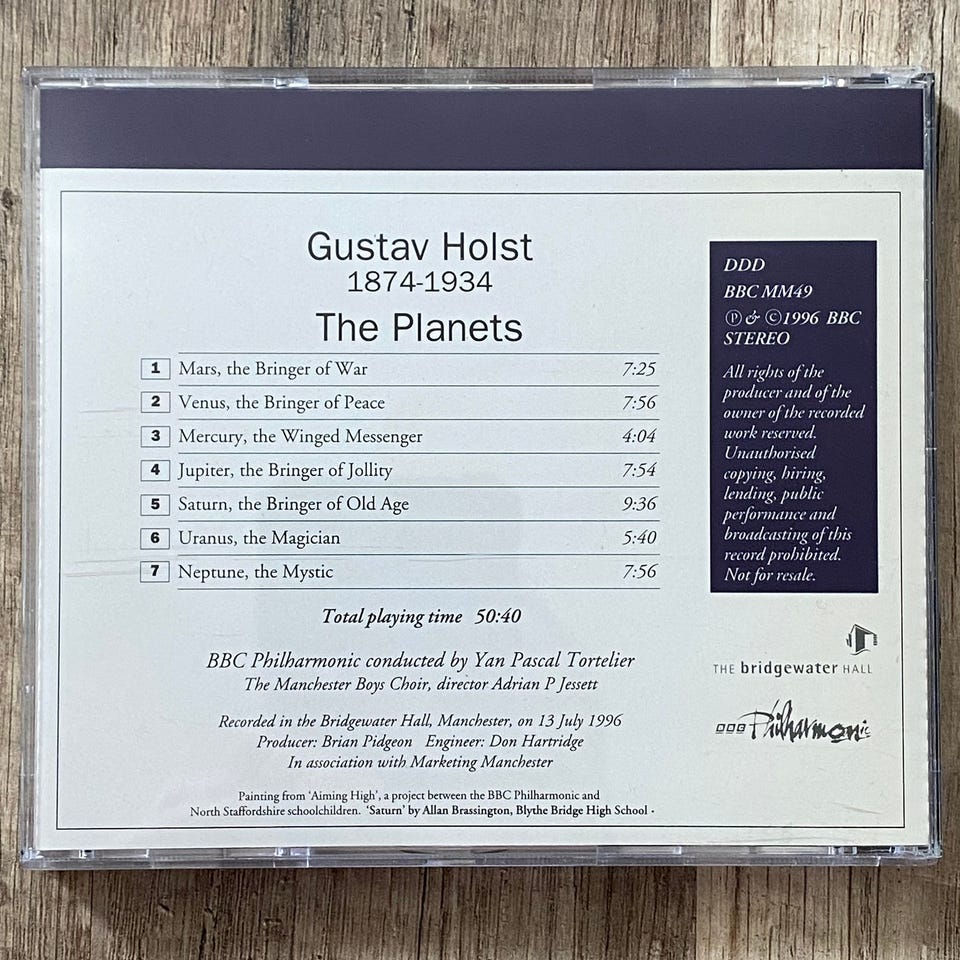 Gustav Holst
1874-1934
The Planets
1 Mars, the Bringer of War 7:25
2 Venus, the Bringer of Peace 7:56
3 Mercury, the Winged Messenger 4:04
4 Jupiter, the Bringer of Jollity 7:54
5 Saturn, the Bringer of Old Age 9:36
6 Uranus, the Magician 5:40
7 Neptune, the Mystic 7:56
Total playing time 50:40
BBC Philharmonic conducted by Yan Pascal Tortelier
The Manchester Boys Choir, director Adrian P Jessett
Recorded in the Bridgewater Hall, Manchester, on 13 July 1996
Producer: Brian Pidgeon Engineer: Don Hartridge
In association with Marketing Manchester
Painting from ‘Aiming High’, a project between the BBC Philharmonic and
North Staffordshire schoolchildren. ‘Saturn’ by Allan Brassington, Blythe Bridge High School ·
DDD
BBC MM49
Ⓟ & ©1996 BBC
STEREO
All rights of the
producer and of the
owner of the recorded
work reserved.
Unauthorised
copying, hiring,
lending, public
performance and
broadcasting of this
record prohibited.
Not for resale.
THE bridgewater HALL
BBC Philharmonic